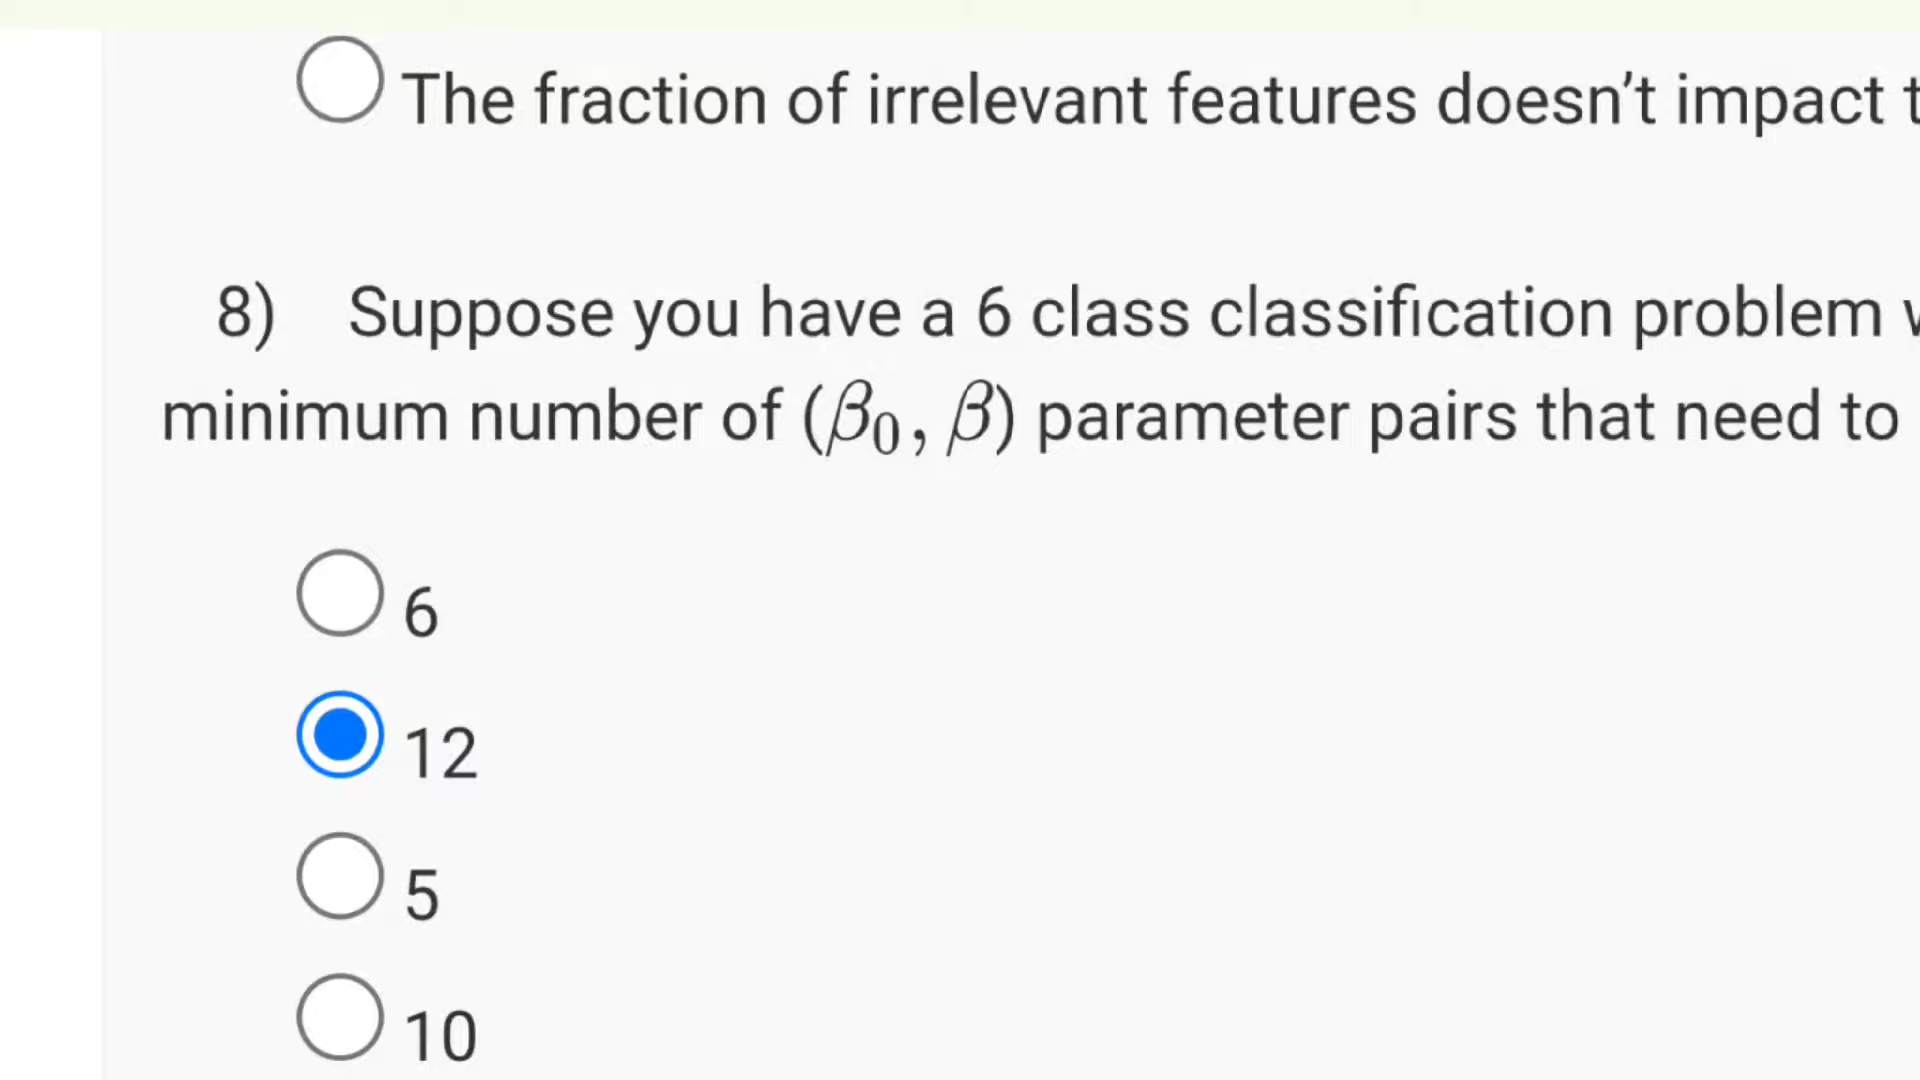 The fraction of irrelevant features doesn't impact
8) Suppose you have a 6 class classification problem
minimum number of (β₀, β) parameter pairs that need to
6
12
5
10